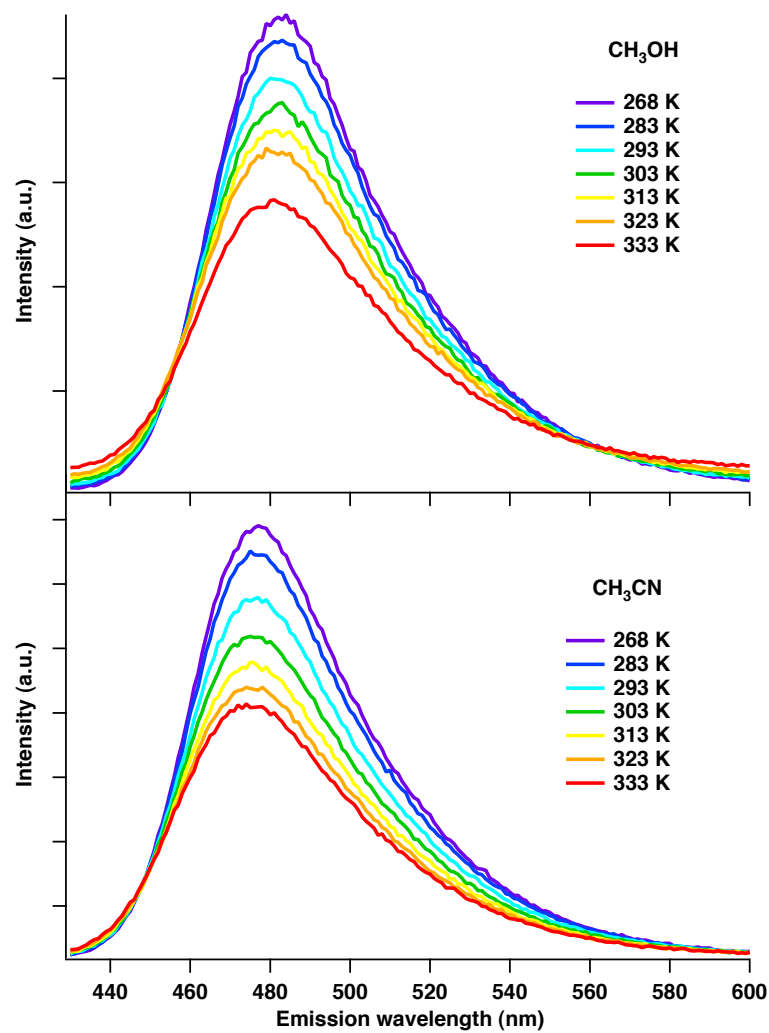 Intensity (a.u.)
CH₃OH
268 K
283 K
293 K
303 K
313 K
323 K
333 K
Intensity (a.u.)
CH₃CN
268 K
283 K
293 K
303 K
313 K
323 K
333 K
440 460 480 500 520 540 560 580 600
Emission wavelength (nm)